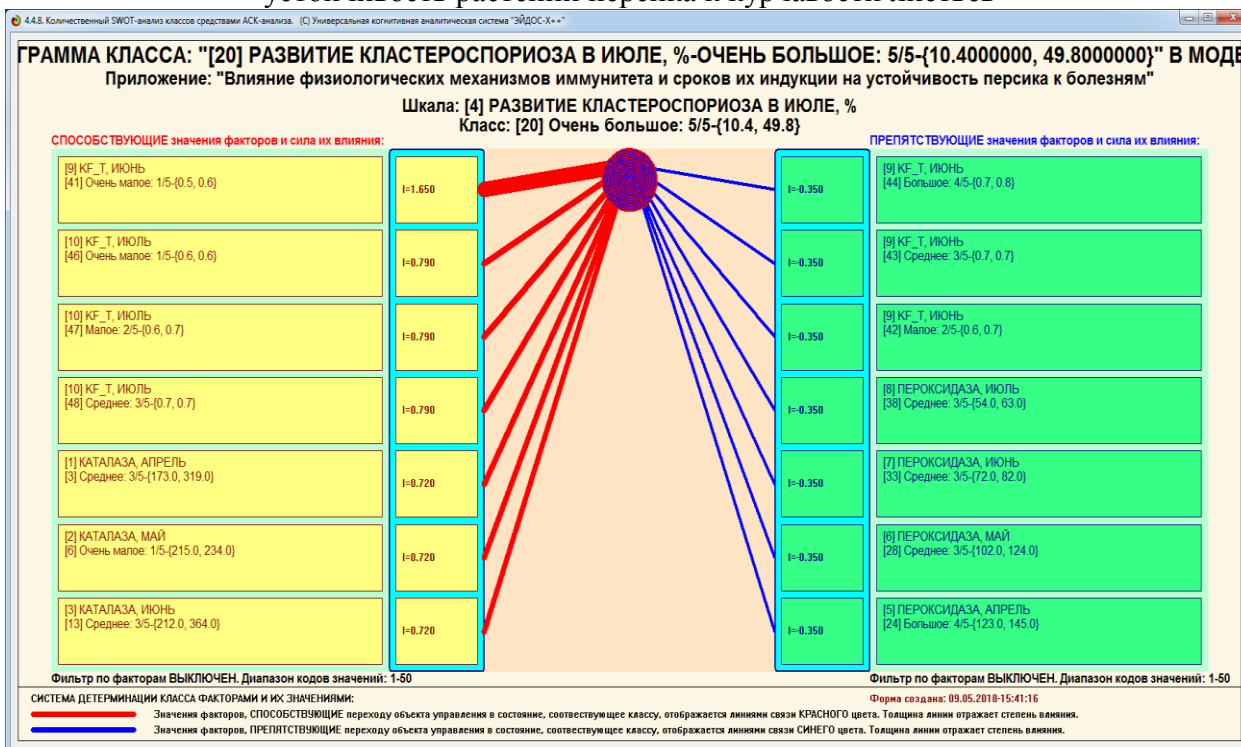 устойчивость растений персика к курчавости листьев
4.4.8. Количественный SWOT-анализ классов средствами АСК-анализа. (C) Универсальная когнитивная аналитическая система "ЭЙДОС-X++"
ГРАММА КЛАССА: "[20] РАЗВИТИЕ КЛАСТЕРОСПОРИОЗА В ИЮЛЕ, %-ОЧЕНЬ БОЛЬШОЕ: 5/5-{10.4000000, 49.8000000}" В МОДЕ
Приложение: "Влияние физиологических механизмов иммунитета и сроков их индукции на устойчивость персика к болезням"
Шкала: [4] РАЗВИТИЕ КЛАСТЕРОСПОРИОЗА В ИЮЛЕ, %
Класс: [20] Очень большое: 5/5-{10.4, 49.8}
СПОСОБСТВУЮЩИЕ значения факторов и сила их влияния:
[9] KF_T, ИЮНЬ
[41] Очень малое: 1/5-{0.5, 0.6}
I=1.650
[10] KF_T, ИЮЛЬ
[46] Очень малое: 1/5-{0.6, 0.6}
I=0.790
[10] KF_T, ИЮЛЬ
[47] Малое: 2/5-{0.6, 0.7}
I=0.790
[10] KF_T, ИЮЛЬ
[48] Среднее: 3/5-{0.7, 0.7}
I=0.790
[1] КАТАЛАЗА, АПРЕЛЬ
[3] Среднее: 3/5-{173.0, 319.0}
I=0.720
[2] КАТАЛАЗА, МАЙ
[6] Очень малое: 1/5-{215.0, 234.0}
I=0.720
[3] КАТАЛАЗА, ИЮНЬ
[13] Среднее: 3/5-{212.0, 364.0}
I=0.720
Фильтр по факторам ВЫКЛЮЧЕН. Диапазон кодов значений: 1-50
ПРЕПЯТСТВУЮЩИЕ значения факторов и сила их влияния:
I=-0.350
[9] KF_T, ИЮНЬ
[44] Большое: 4/5-{0.7, 0.8}
I=-0.350
[9] KF_T, ИЮНЬ
[43] Среднее: 3/5-{0.7, 0.7}
I=-0.350
[9] KF_T, ИЮНЬ
[42] Малое: 2/5-{0.6, 0.7}
I=-0.350
[8] ПЕРОКСИДАЗА, ИЮЛЬ
[38] Среднее: 3/5-{54.0, 63.0}
I=-0.350
[7] ПЕРОКСИДАЗА, ИЮНЬ
[33] Среднее: 3/5-{72.0, 82.0}
I=-0.350
[6] ПЕРОКСИДАЗА, МАЙ
[28] Среднее: 3/5-{102.0, 124.0}
I=-0.350
[5] ПЕРОКСИДАЗА, АПРЕЛЬ
[24] Большое: 4/5-{123.0, 145.0}
Фильтр по факторам ВЫКЛЮЧЕН. Диапазон кодов значений: 1-50
СИСТЕМА ДЕТЕРМИНАЦИИ КЛАССА ФАКТОРАМИ И ИХ ЗНАЧЕНИЯМИ:
Форма создана: 09.05.2018-15:41:16
Значения факторов, СПОСОБСТВУЮЩИЕ переходу объекта управления в состояние, соотвествующее классу, отображается линиями связи КРАСНОГО цвета. Толщина линии отражает степень влияния.
Значения факторов, ПРЕПЯТСТВУЮЩИЕ переходу объекта управления в состояние, соотвествующее классу, отображается линиями связи СИНЕГО цвета. Толщина линии отражает степень влияния.